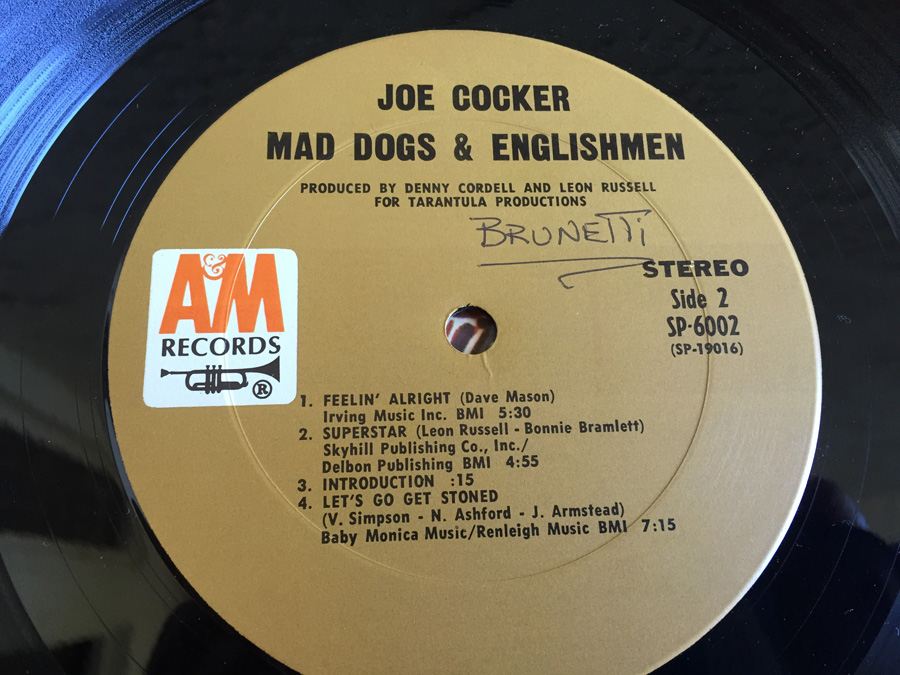 JOE COCKER
MAD DOGS & ENGLISHMEN
PRODUCED BY DENNY CORDELL AND LEON RUSSELL
FOR TARANTULA PRODUCTIONS
BRUNETTi
STEREO
Side 2
SP-6002
(SP-19016)
A&M
RECORDS
®
1. FEELIN' ALRIGHT (Dave Mason)
Irving Music Inc. BMI 5:30
2. SUPERSTAR (Leon Russell - Bonnie Bramlett)
Skyhill Publishing Co., Inc./
Delbon Publishing BMI 4:55
3. INTRODUCTION :15
4. LET'S GO GET STONED
(V. Simpson - N. Ashford - J. Armstead)
Baby Monica Music/Renleigh Music BMI 7:15